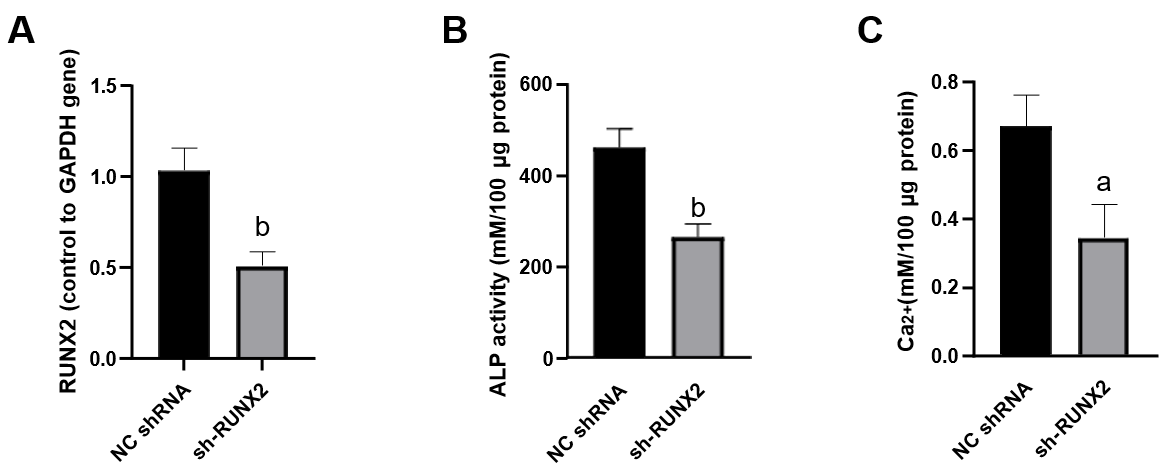 A
RUNX2 (control to GAPDH gene)
1.5
1.0
0.5
0.0
b
NC shRNA
sh-RUNX2
B
ALP activity (mM/100 μg protein)
600
400
200
0
b
NC shRNA
sh-RUNX2
C
Ca2+(mM/100 μg protein)
0.8
0.6
0.4
0.2
0.0
a
NC shRNA
sh-RUNX2